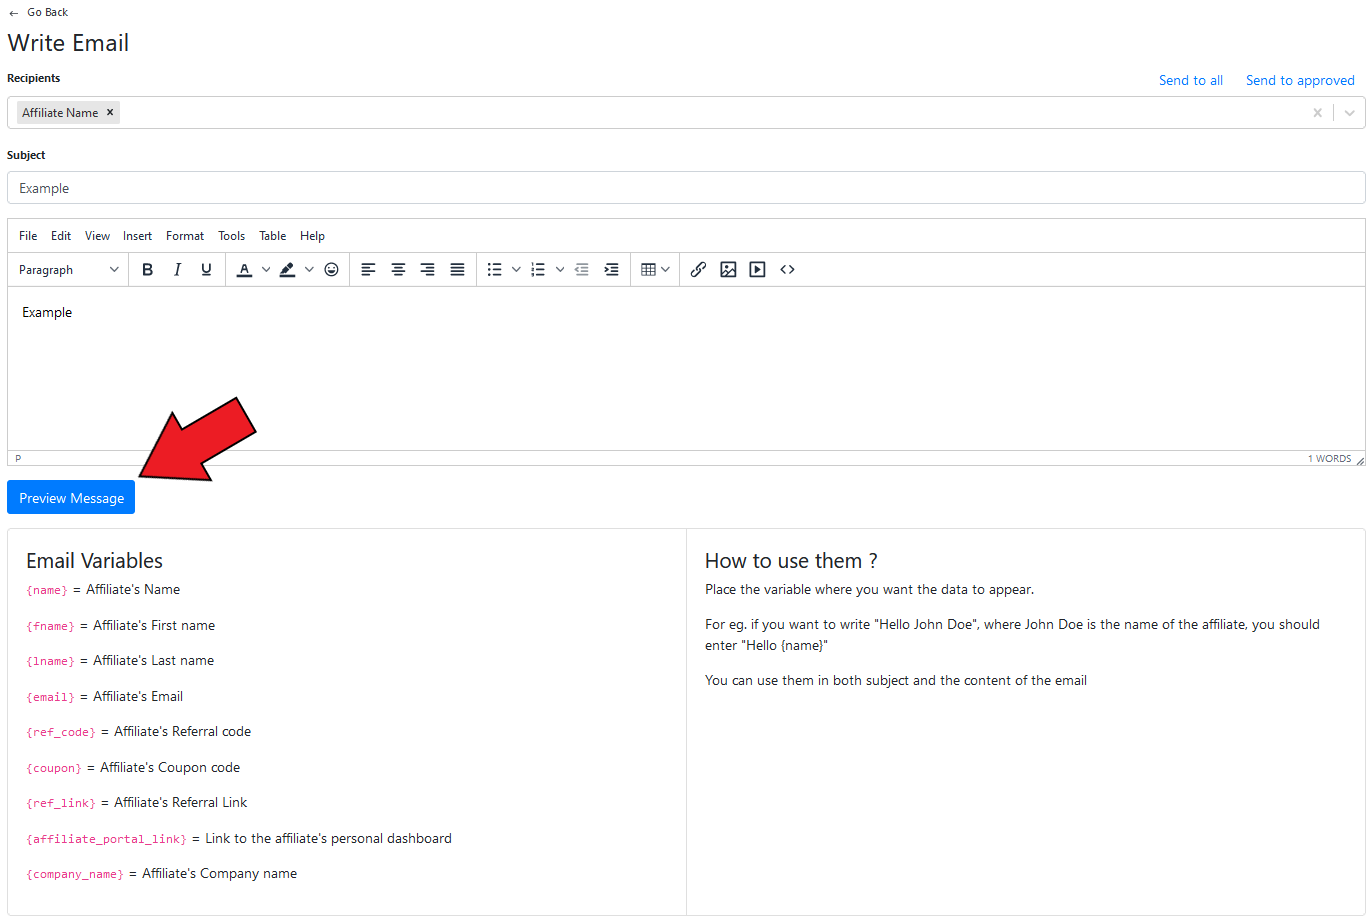 ← Go Back
Write Email
Recipients
Send to all Send to approved
Affiliate Name ×
Subject
Example
File Edit View Insert Format Tools Table Help
Paragraph B I U A
Example
P 1 WORDS
Preview Message
Email Variables
{name} = Affiliate's Name
{fname} = Affiliate's First name
{lname} = Affiliate's Last name
{email} = Affiliate's Email
{ref_code} = Affiliate's Referral code
{coupon} = Affiliate's Coupon code
{ref_link} = Affiliate's Referral Link
{affiliate_portal_link} = Link to the affiliate's personal dashboard
{company_name} = Affiliate's Company name
How to use them ?
Place the variable where you want the data to appear.
For eg. if you want to write "Hello John Doe", where John Doe is the name of the affiliate, you should
enter "Hello {name}"
You can use them in both subject and the content of the email